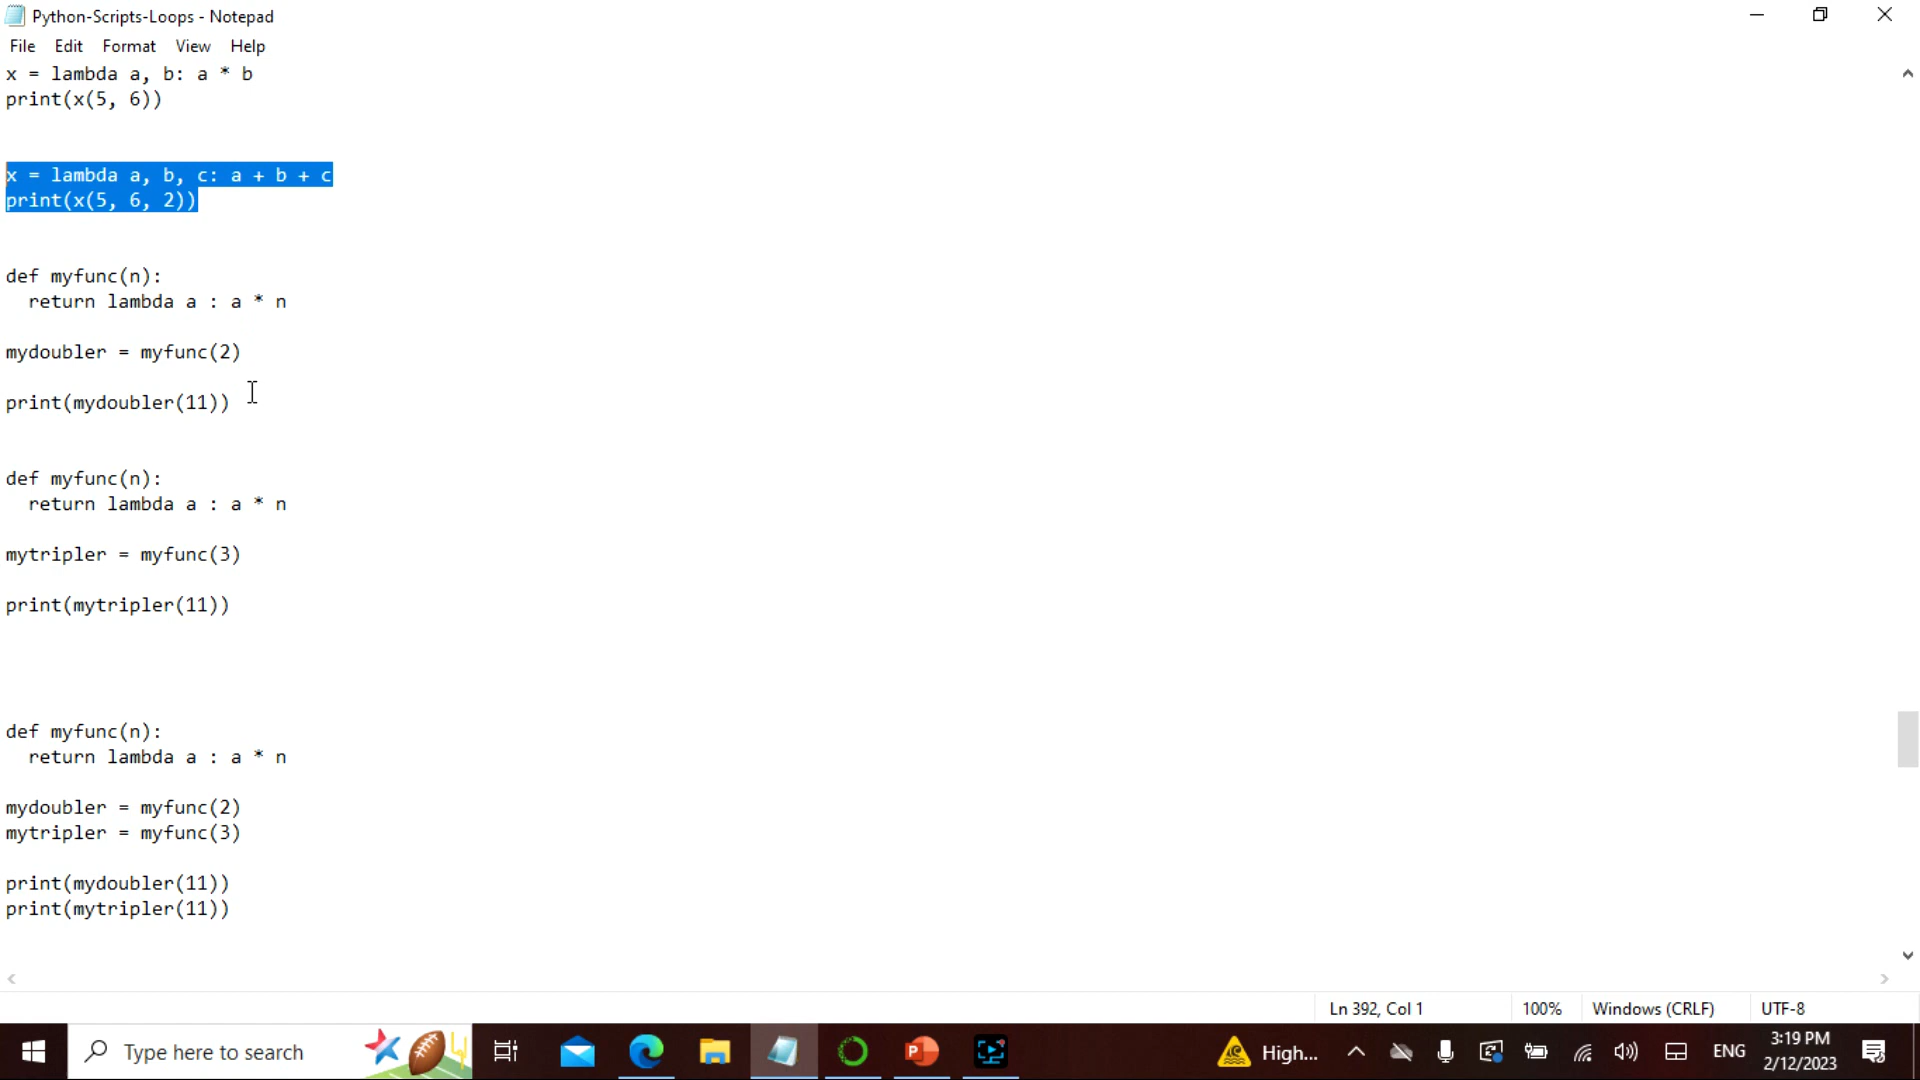 Python-Scripts-Loops - Notepad
File Edit Format View Help
x = lambda a, b: a * b
print(x(5, 6))
x = lambda a, b, c: a + b + c
print(x(5, 6, 2))
def myfunc(n):
  return lambda a : a * n
mydoubler = myfunc(2)
print(mydoubler(11))
def myfunc(n):
  return lambda a : a * n
mytripler = myfunc(3)
print(mytripler(11))
def myfunc(n):
  return lambda a : a * n
mydoubler = myfunc(2)
mytripler = myfunc(3)
print(mydoubler(11))
print(mytripler(11))
Ln 392, Col 1 100% Windows (CRLF) UTF-8
Type here to search High... ENG 3:19 PM
2/12/2023